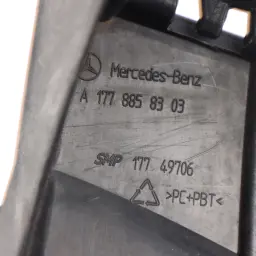 Mercedes-Benz
A 177 885 83 03
SMP 177 49706
>PC+PBT<